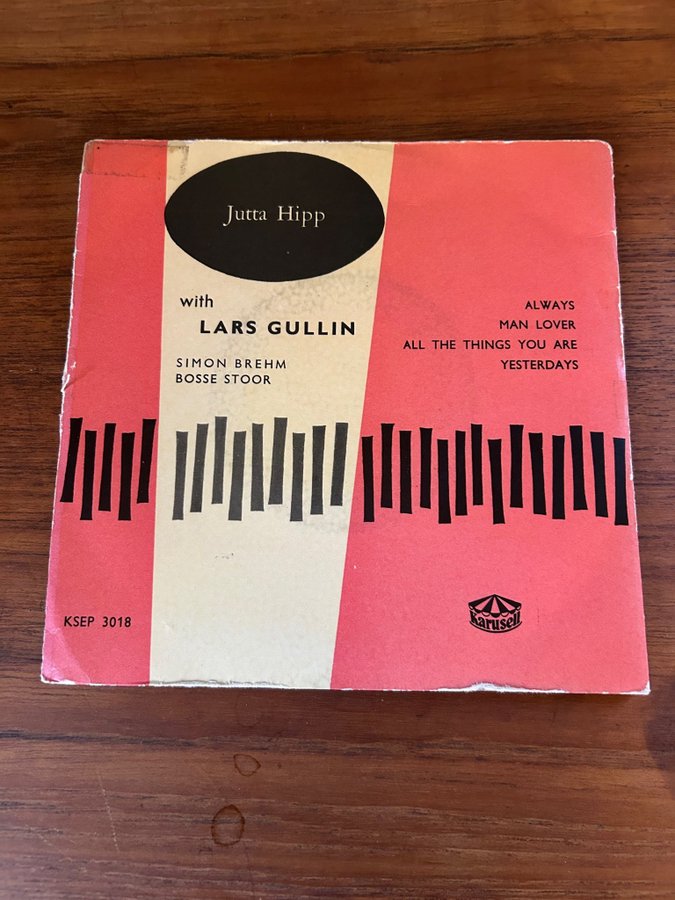 Jutta Hipp
with
LARS GULLIN
SIMON BREHM
BOSSE STOOR
ALWAYS
MAN LOVER
ALL THE THINGS YOU ARE
YESTERDAYS
KSEP 3018
Karusell